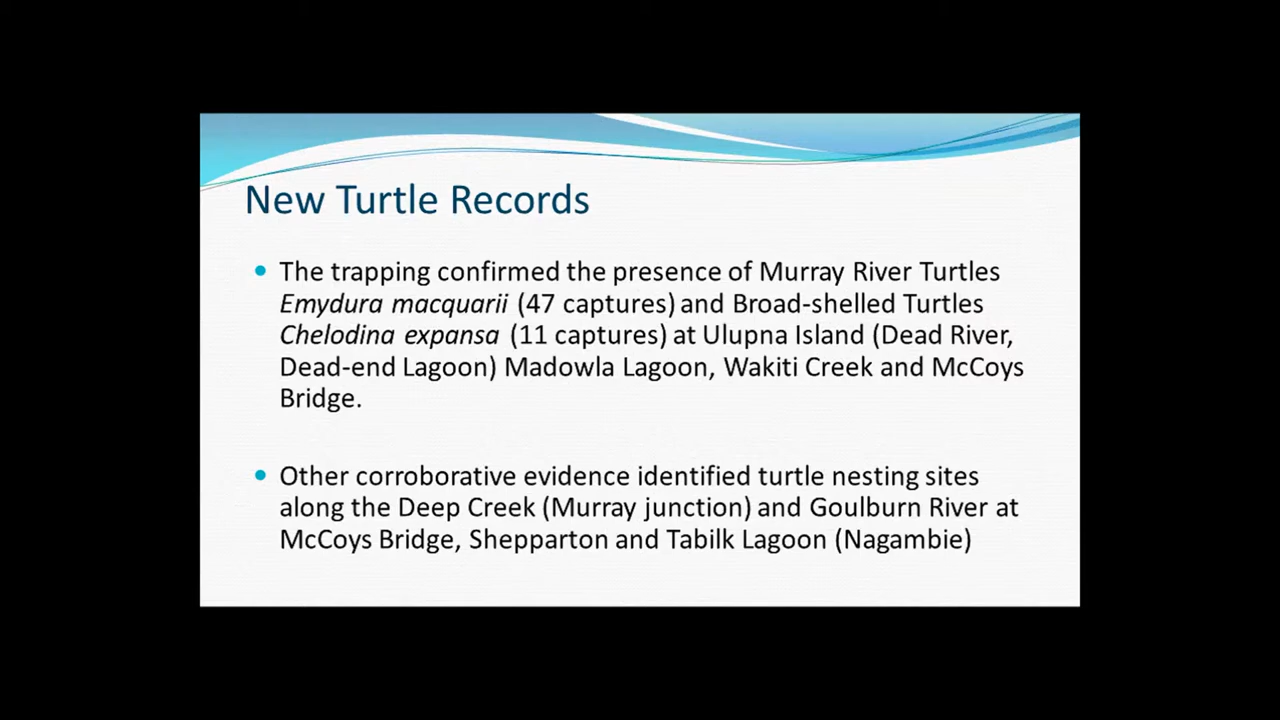 New Turtle Records
• The trapping confirmed the presence of Murray River Turtles
Emydura macquarii (47 captures) and Broad-shelled Turtles
Chelodina expansa (11 captures) at Ulupna Island (Dead River,
Dead-end Lagoon) Madowla Lagoon, Wakiti Creek and McCoys
Bridge.
• Other corroborative evidence identified turtle nesting sites
along the Deep Creek (Murray junction) and Goulburn River at
McCoys Bridge, Shepparton and Tabilk Lagoon (Nagambie)